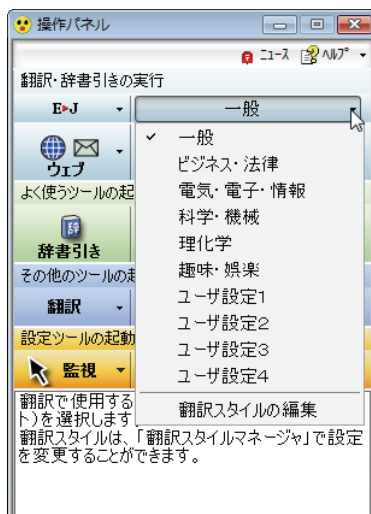 操作パネル
ニュース ヘルプ
翻訳・辞書引きの実行
E▶J 一般
ウェブ
✓ 一般
ビジネス・法律
電気・電子・情報
科学・機械
理化学
趣味・娯楽
ユーザ設定1
ユーザ設定2
ユーザ設定3
ユーザ設定4
翻訳スタイルの編集
よく使うツールの起
辞
辞書引き
その他のツールの起
翻訳
設定ツールの起動
監視
翻訳で使用する
ト)を選択します
翻訳スタイルは、「翻訳スタイルマネージャ」で設定
を変更することができます。